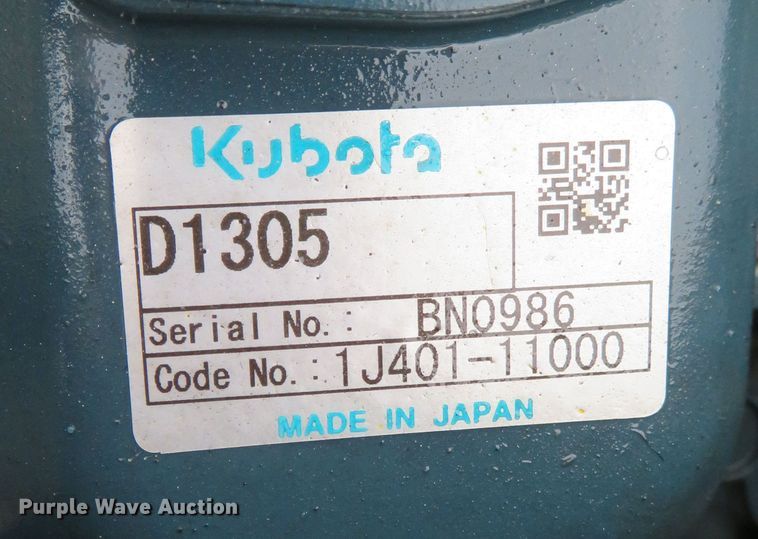 Kubota
D1305
Serial No.: BN0986
Code No.: 1J401-11000
MADE IN JAPAN
Purple Wave Auction